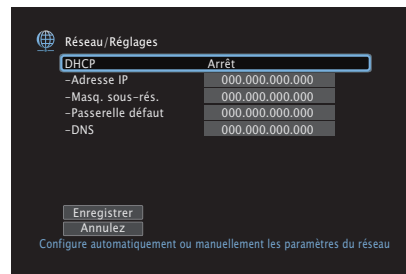 Réseau/Réglages
DHCP Arrêt
-Adresse IP 000.000.000.000
-Masq. sous-rés. 000.000.000.000
-Passerelle défaut 000.000.000.000
-DNS 000.000.000.000
Enregistrer
Annulez
Configure automatiquement ou manuellement les paramètres du réseau